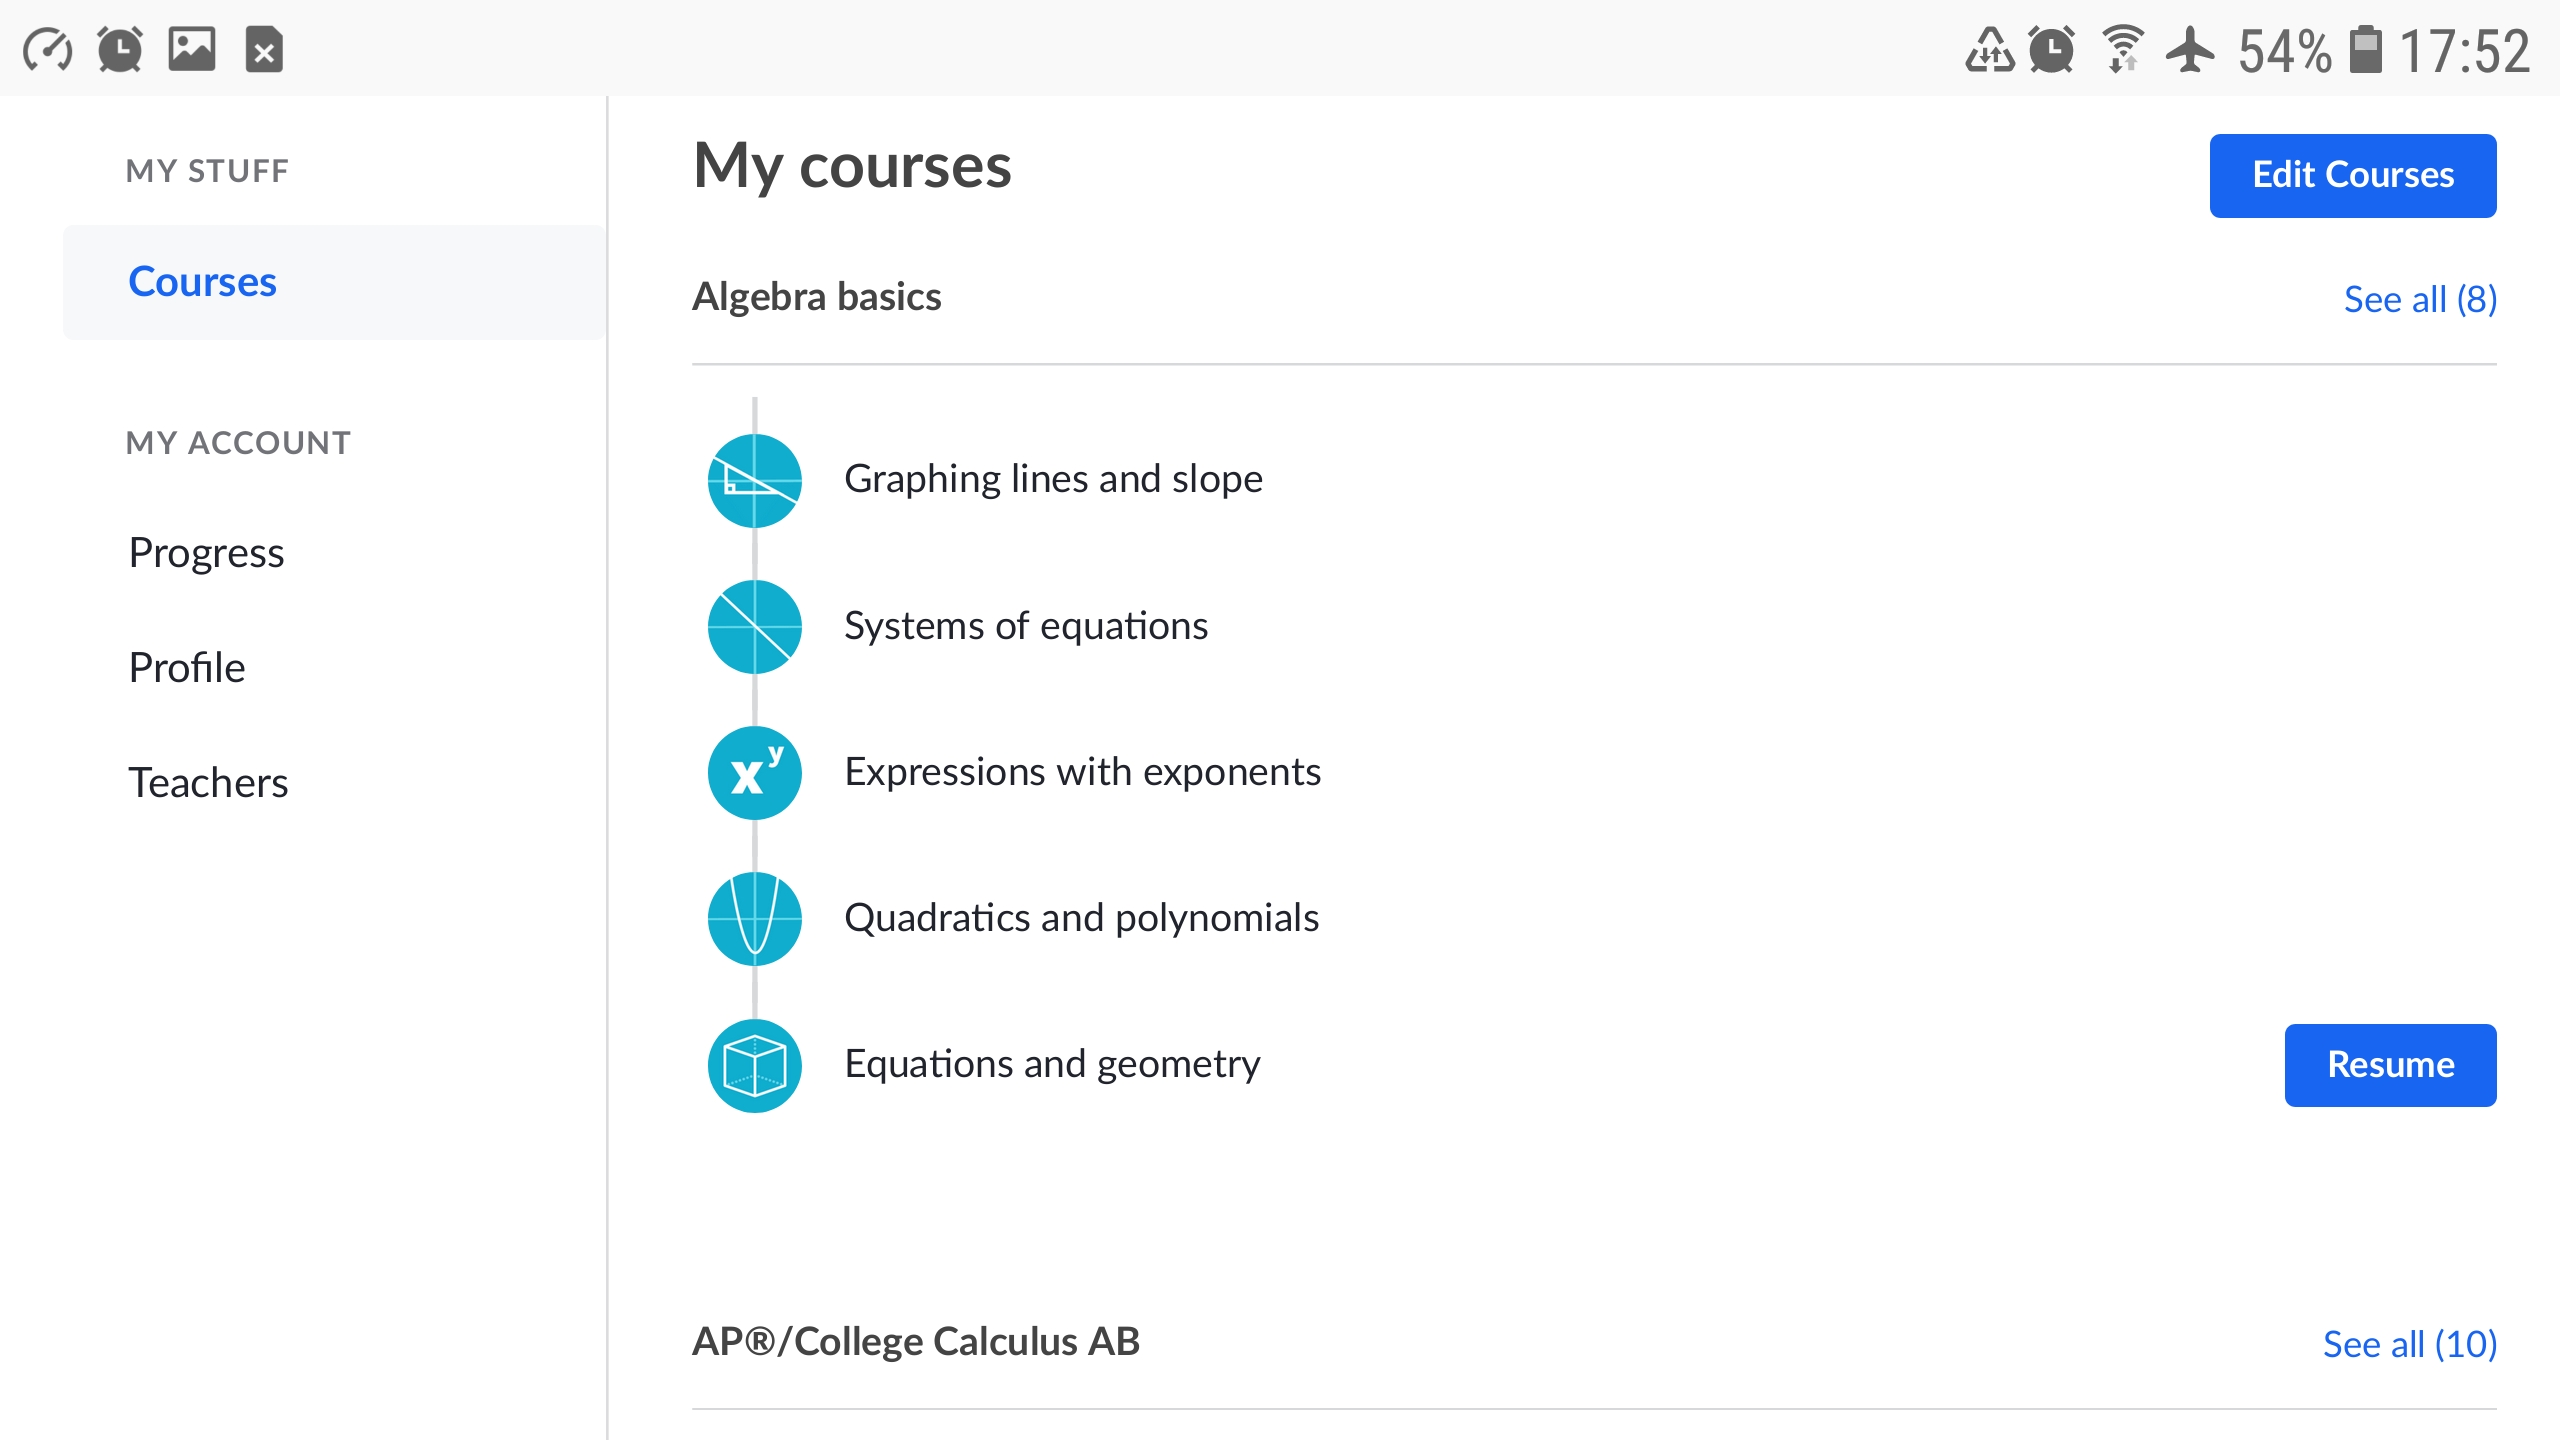 54% 17:52
MY STUFF
Courses
MY ACCOUNT
Progress
Profile
Teachers
My courses
Edit Courses
Algebra basics
See all (8)
Graphing lines and slope
Systems of equations
x^y
Expressions with exponents
Quadratics and polynomials
Equations and geometry
Resume
AP®/College Calculus AB
See all (10)